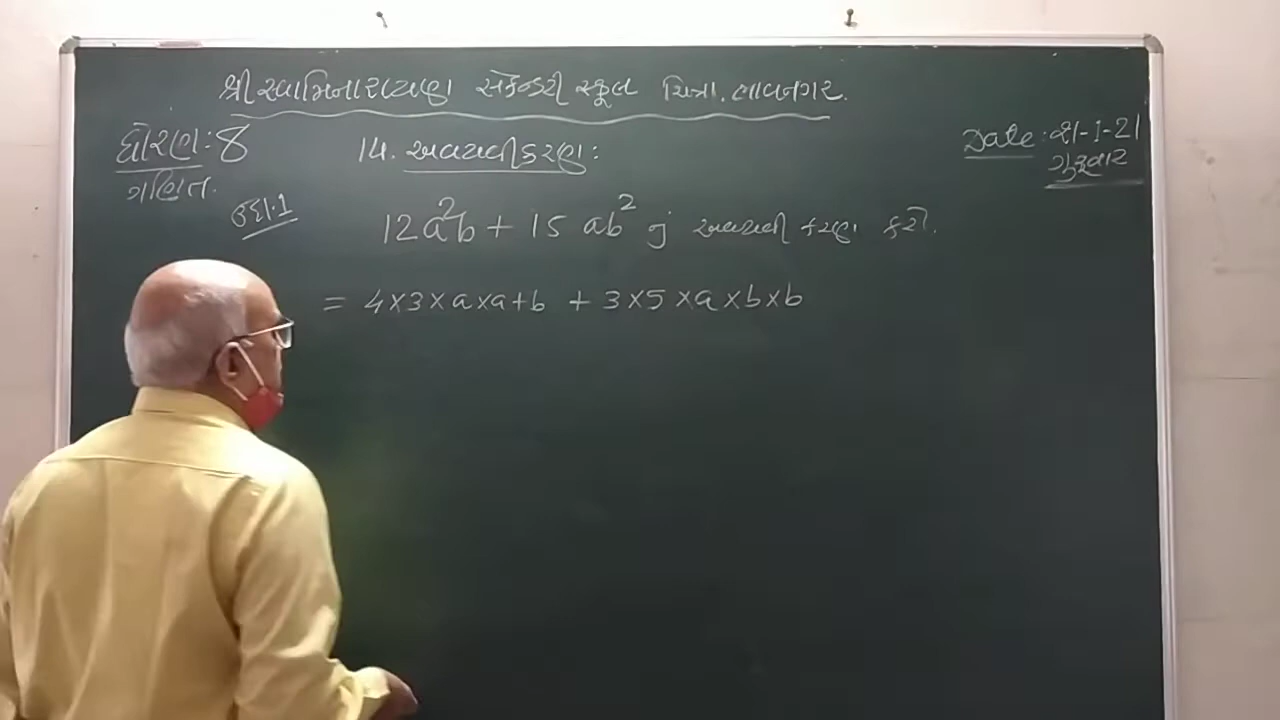 શ્રી સ્વામિનારાયણ સેકન્ડરી સ્કૂલ ચિત્રા, ભાવનગર.
ધોરણ: 8
ગણિત.
14. અવયવીકરણ:
Date: 21-1-21
ગુરૂવાર
ઉદા.1
12a²b + 15 ab² નું અવયવીકરણ કરો.
= 4×3×a×a+b + 3×5×a×b×b